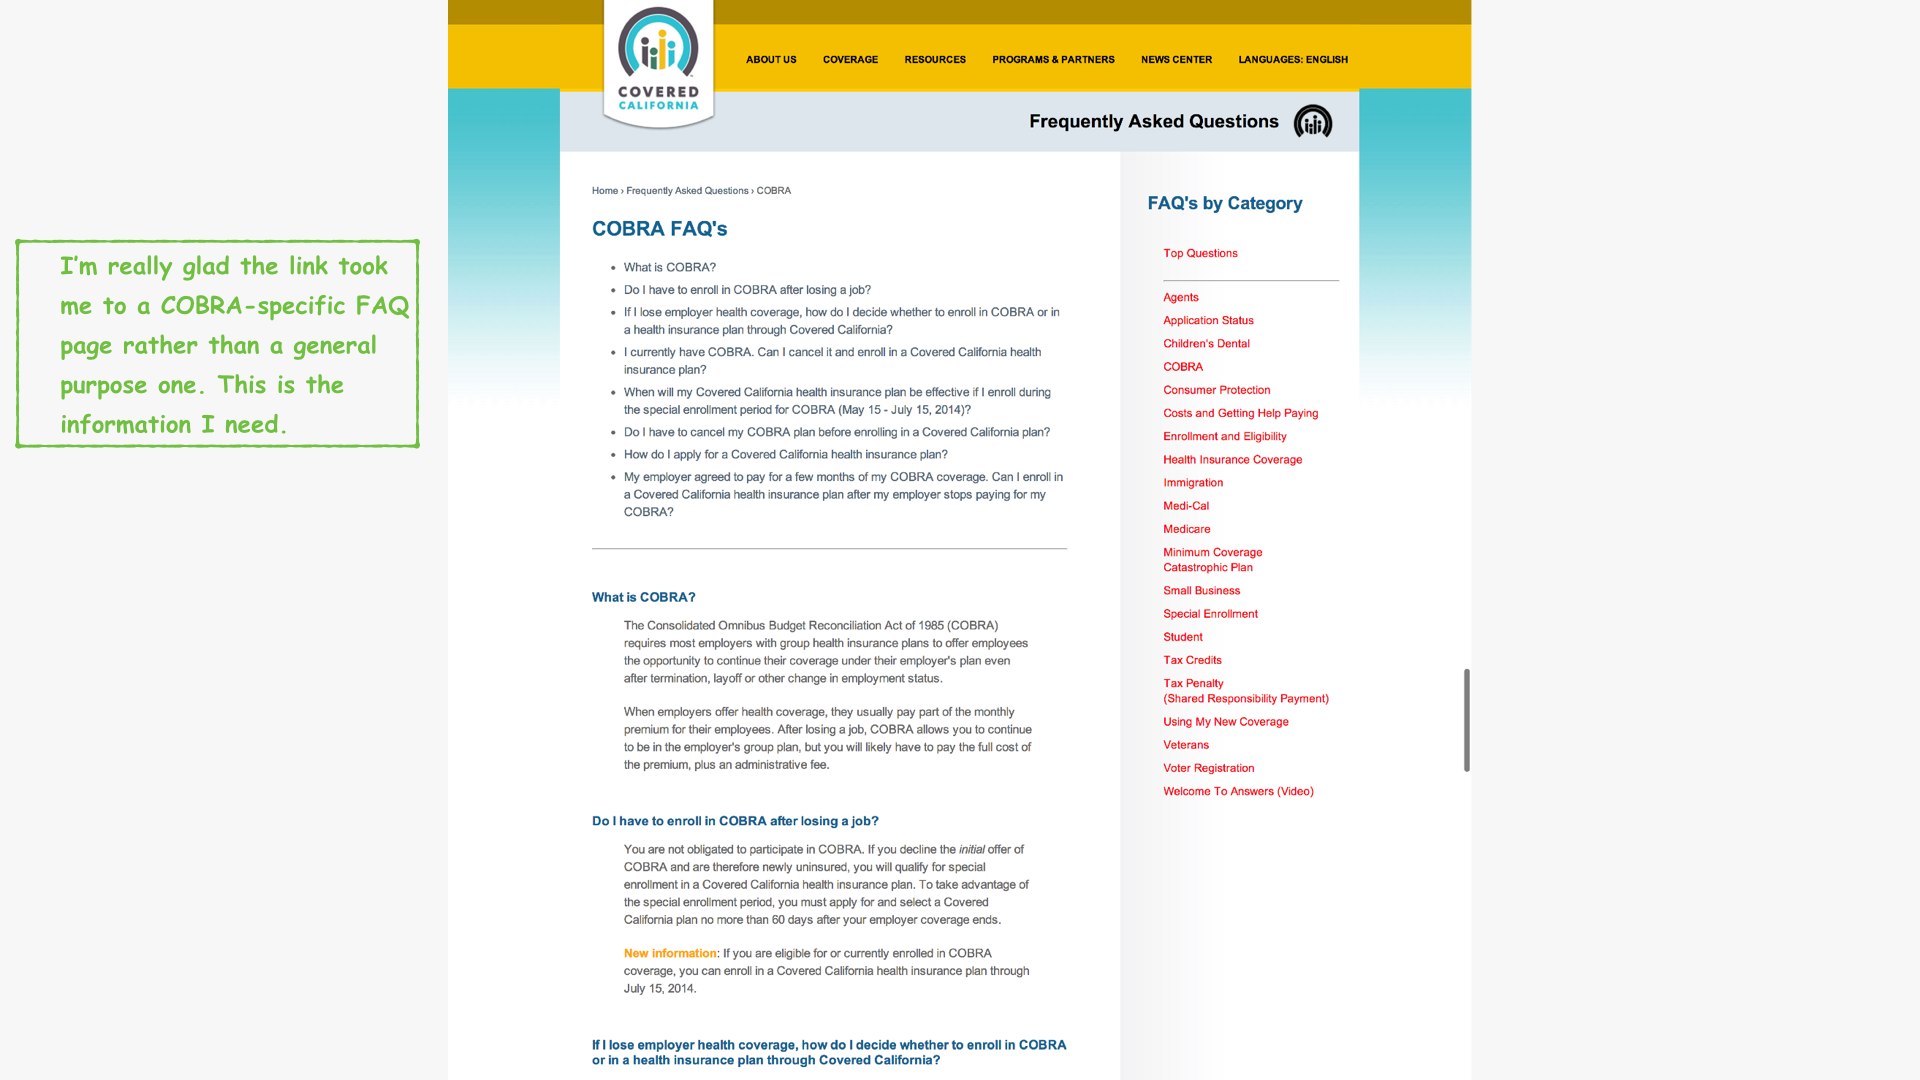 I'm really glad the link took
me to a COBRA-specific FAQ
page rather than a general
purpose one. This is the
information I need.
COVERED
CALIFORNIA
ABOUT US COVERAGE RESOURCES PROGRAMS & PARTNERS NEWS CENTER LANGUAGES: ENGLISH
Frequently Asked Questions
Home › Frequently Asked Questions › COBRA
COBRA FAQ's
• What is COBRA?
• Do I have to enroll in COBRA after losing a job?
• If I lose employer health coverage, how do I decide whether to enroll in COBRA or in
a health insurance plan through Covered California?
• I currently have COBRA. Can I cancel it and enroll in a Covered California health
insurance plan?
• When will my Covered California health insurance plan be effective if I enroll during
the special enrollment period for COBRA (May 15 - July 15, 2014)?
• Do I have to cancel my COBRA plan before enrolling in a Covered California plan?
• How do I apply for a Covered California health insurance plan?
• My employer agreed to pay for a few months of my COBRA coverage. Can I enroll in
a Covered California health insurance plan after my employer stops paying for my
COBRA?
What is COBRA?
The Consolidated Omnibus Budget Reconciliation Act of 1985 (COBRA)
requires most employers with group health insurance plans to offer employees
the opportunity to continue their coverage under their employer's plan even
after termination, layoff or other change in employment status.
When employers offer health coverage, they usually pay part of the monthly
premium for their employees. After losing a job, COBRA allows you to continue
to be in the employer's group plan, but you will likely have to pay the full cost of
the premium, plus an administrative fee.
Do I have to enroll in COBRA after losing a job?
You are not obligated to participate in COBRA. If you decline the initial offer of
COBRA and are therefore newly uninsured, you will qualify for special
enrollment in a Covered California health insurance plan. To take advantage of
the special enrollment period, you must apply for and select a Covered
California plan no more than 60 days after your employer coverage ends.
New information: If you are eligible for or currently enrolled in COBRA
coverage, you can enroll in a Covered California health insurance plan through
July 15, 2014.
If I lose employer health coverage, how do I decide whether to enroll in COBRA
or in a health insurance plan through Covered California?
FAQ's by Category
Top Questions
Agents
Application Status
Children's Dental
COBRA
Consumer Protection
Costs and Getting Help Paying
Enrollment and Eligibility
Health Insurance Coverage
Immigration
Medi-Cal
Medicare
Minimum Coverage
Catastrophic Plan
Small Business
Special Enrollment
Student
Tax Credits
Tax Penalty
(Shared Responsibility Payment)
Using My New Coverage
Veterans
Voter Registration
Welcome To Answers (Video)